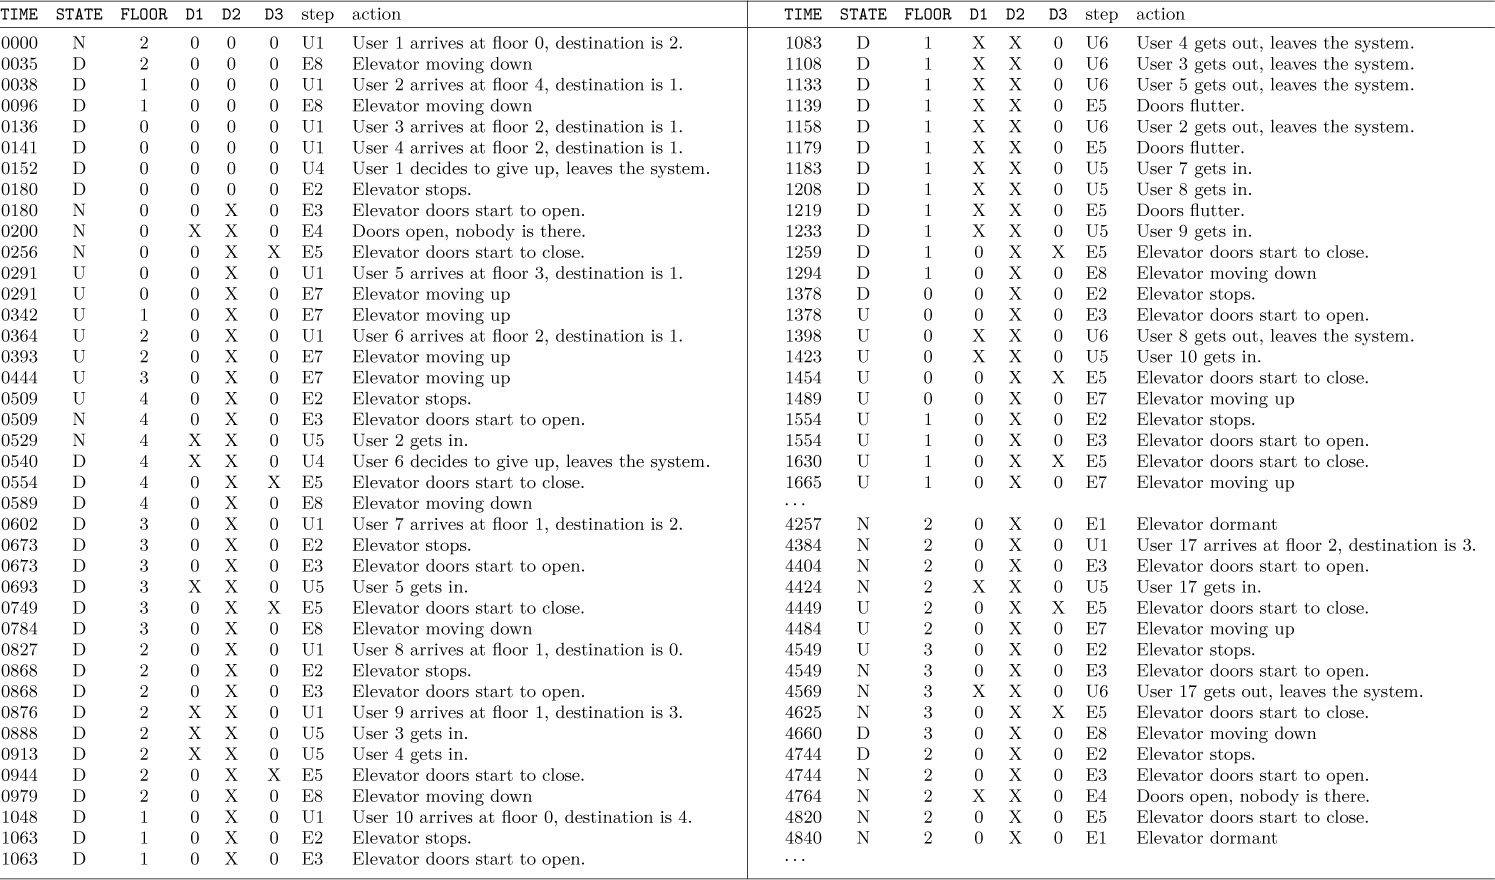 TIME STATE FLOOR D1 D2 D3 step action
0000 N 2 0 0 0 U1 User 1 arrives at floor 0, destination is 2.
0035 D 2 0 0 0 E8 Elevator moving down
0038 D 1 0 0 0 U1 User 2 arrives at floor 4, destination is 1.
0096 D 1 0 0 0 E8 Elevator moving down
0136 D 0 0 0 0 U1 User 3 arrives at floor 2, destination is 1.
0141 D 0 0 0 0 U1 User 4 arrives at floor 2, destination is 1.
0152 D 0 0 0 0 U4 User 1 decides to give up, leaves the system.
0180 D 0 0 0 0 E2 Elevator stops.
0180 N 0 0 X 0 E3 Elevator doors start to open.
0200 N 0 X X 0 E4 Doors open, nobody is there.
0256 N 0 0 X X E5 Elevator doors start to close.
0291 U 0 0 X 0 U1 User 5 arrives at floor 3, destination is 1.
0291 U 0 0 X 0 E7 Elevator moving up
0342 U 1 0 X 0 E7 Elevator moving up
0364 U 2 0 X 0 U1 User 6 arrives at floor 2, destination is 1.
0393 U 2 0 X 0 E7 Elevator moving up
0444 U 3 0 X 0 E7 Elevator moving up
0509 U 4 0 X 0 E2 Elevator stops.
0509 N 4 0 X 0 E3 Elevator doors start to open.
0529 N 4 X X 0 U5 User 2 gets in.
0540 D 4 X X 0 U4 User 6 decides to give up, leaves the system.
0554 D 4 0 X X E5 Elevator doors start to close.
0589 D 4 0 X 0 E8 Elevator moving down
0602 D 3 0 X 0 U1 User 7 arrives at floor 1, destination is 2.
0673 D 3 0 X 0 E2 Elevator stops.
0673 D 3 0 X 0 E3 Elevator doors start to open.
0693 D 3 X X 0 U5 User 5 gets in.
0749 D 3 0 X X E5 Elevator doors start to close.
0784 D 3 0 X 0 E8 Elevator moving down
0827 D 2 0 X 0 U1 User 8 arrives at floor 1, destination is 0.
0868 D 2 0 X 0 E2 Elevator stops.
0868 D 2 0 X 0 E3 Elevator doors start to open.
0876 D 2 X X 0 U1 User 9 arrives at floor 1, destination is 3.
0888 D 2 X X 0 U5 User 3 gets in.
0913 D 2 X X 0 U5 User 4 gets in.
0944 D 2 0 X X E5 Elevator doors start to close.
0979 D 2 0 X 0 E8 Elevator moving down
1048 D 1 0 X 0 U1 User 10 arrives at floor 0, destination is 4.
1063 D 1 0 X 0 E2 Elevator stops.
1063 D 1 0 X 0 E3 Elevator doors start to open.
TIME STATE FLOOR D1 D2 D3 step action
1083 D 1 X X 0 U6 User 4 gets out, leaves the system.
1108 D 1 X X 0 U6 User 3 gets out, leaves the system.
1133 D 1 X X 0 U6 User 5 gets out, leaves the system.
1139 D 1 X X 0 E5 Doors flutter.
1158 D 1 X X 0 U6 User 2 gets out, leaves the system.
1179 D 1 X X 0 E5 Doors flutter.
1183 D 1 X X 0 U5 User 7 gets in.
1208 D 1 X X 0 U5 User 8 gets in.
1219 D 1 X X 0 E5 Doors flutter.
1233 D 1 X X 0 U5 User 9 gets in.
1259 D 1 0 X X E5 Elevator doors start to close.
1294 D 1 0 X 0 E8 Elevator moving down
1378 D 0 0 X 0 E2 Elevator stops.
1378 U 0 0 X 0 E3 Elevator doors start to open.
1398 U 0 X X 0 U6 User 8 gets out, leaves the system.
1423 U 0 X X 0 U5 User 10 gets in.
1454 U 0 0 X X E5 Elevator doors start to close.
1489 U 0 0 X 0 E7 Elevator moving up
1554 U 1 0 X 0 E2 Elevator stops.
1554 U 1 0 X 0 E3 Elevator doors start to open.
1630 U 1 0 X X E5 Elevator doors start to close.
1665 U 1 0 X 0 E7 Elevator moving up
⋯
4257 N 2 0 X 0 E1 Elevator dormant
4384 N 2 0 X 0 U1 User 17 arrives at floor 2, destination is 3.
4404 N 2 0 X 0 E3 Elevator doors start to open.
4424 N 2 X X 0 U5 User 17 gets in.
4449 U 2 0 X X E5 Elevator doors start to close.
4484 U 2 0 X 0 E7 Elevator moving up
4549 U 3 0 X 0 E2 Elevator stops.
4549 N 3 0 X 0 E3 Elevator doors start to open.
4569 N 3 X X 0 U6 User 17 gets out, leaves the system.
4625 N 3 0 X X E5 Elevator doors start to close.
4660 D 3 0 X 0 E8 Elevator moving down
4744 D 2 0 X 0 E2 Elevator stops.
4744 N 2 0 X 0 E3 Elevator doors start to open.
4764 N 2 X X 0 E4 Doors open, nobody is there.
4820 N 2 0 X 0 E5 Elevator doors start to close.
4840 N 2 0 X 0 E1 Elevator dormant
⋯